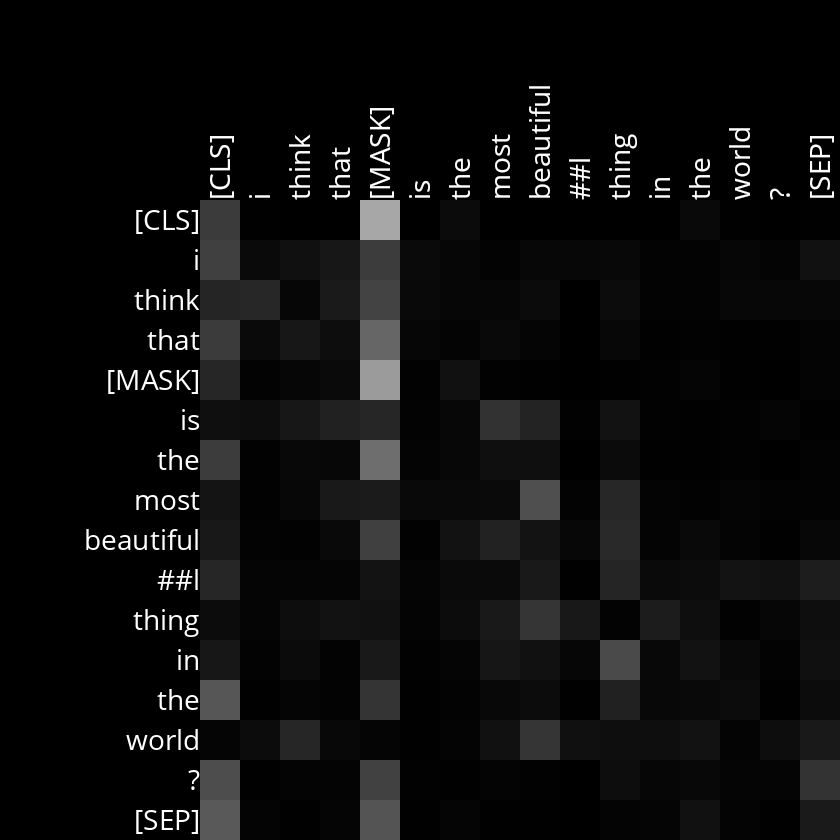 [CLS] i think that [MASK] is the most beautiful ##l thing in the world ? [SEP]
[CLS]
i
think
that
[MASK]
is
the
most
beautiful
##l
thing
in
the
world
?
[SEP]